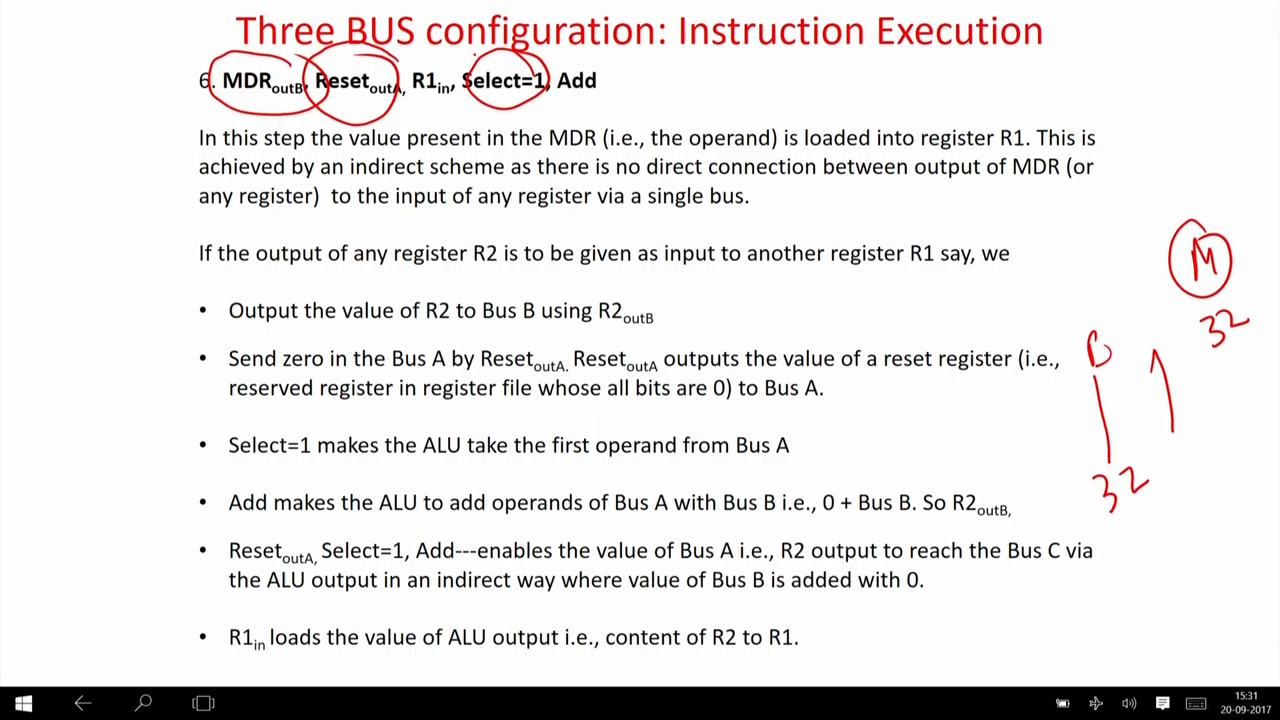 Three BUS configuration: Instruction Execution
6. MDRoutB, ResetoutA, R1in, Select=1, Add
In this step the value present in the MDR (i.e., the operand) is loaded into register R1. This is
achieved by an indirect scheme as there is no direct connection between output of MDR (or
any register) to the input of any register via a single bus.
If the output of any register R2 is to be given as input to another register R1 say, we
• Output the value of R2 to Bus B using R2outB
• Send zero in the Bus A by ResetoutA. ResetoutA outputs the value of a reset register (i.e.,
reserved register in register file whose all bits are 0) to Bus A.
• Select=1 makes the ALU take the first operand from Bus A
• Add makes the ALU to add operands of Bus A with Bus B i.e., 0 + Bus B. So R2outB,
• ResetoutA, Select=1, Add---enables the value of Bus A i.e., R2 output to reach the Bus C via
the ALU output in an indirect way where value of Bus B is added with 0.
• R1in loads the value of ALU output i.e., content of R2 to R1.
M
32
B
32
15:31
20-09-2017